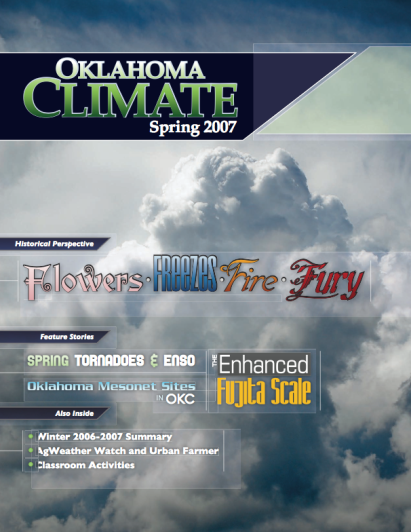 OKLAHOMA
CLIMATE
Spring 2007
Historical Perspective
Flowers · FREEZES · Fire · Fury
Feature Stories
SPRING TORNADOES & ENSO
Oklahoma Mesonet Sites
IN OKC
THE Enhanced
Fujita Scale
Also Inside
• Winter 2006-2007 Summary
• AgWeather Watch and Urban Farmer
• Classroom Activities